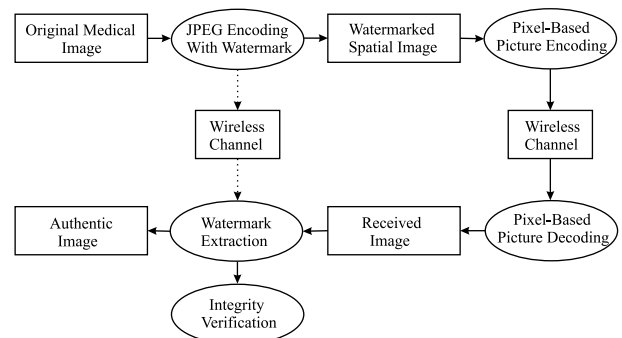 Original Medical
Image
JPEG Encoding
With Watermark
Watermarked
Spatial Image
Pixel-Based
Picture Encoding
Wireless
Channel
Wireless
Channel
Authentic
Image
Watermark
Extraction
Received
Image
Pixel-Based
Picture Decoding
Integrity
Verification